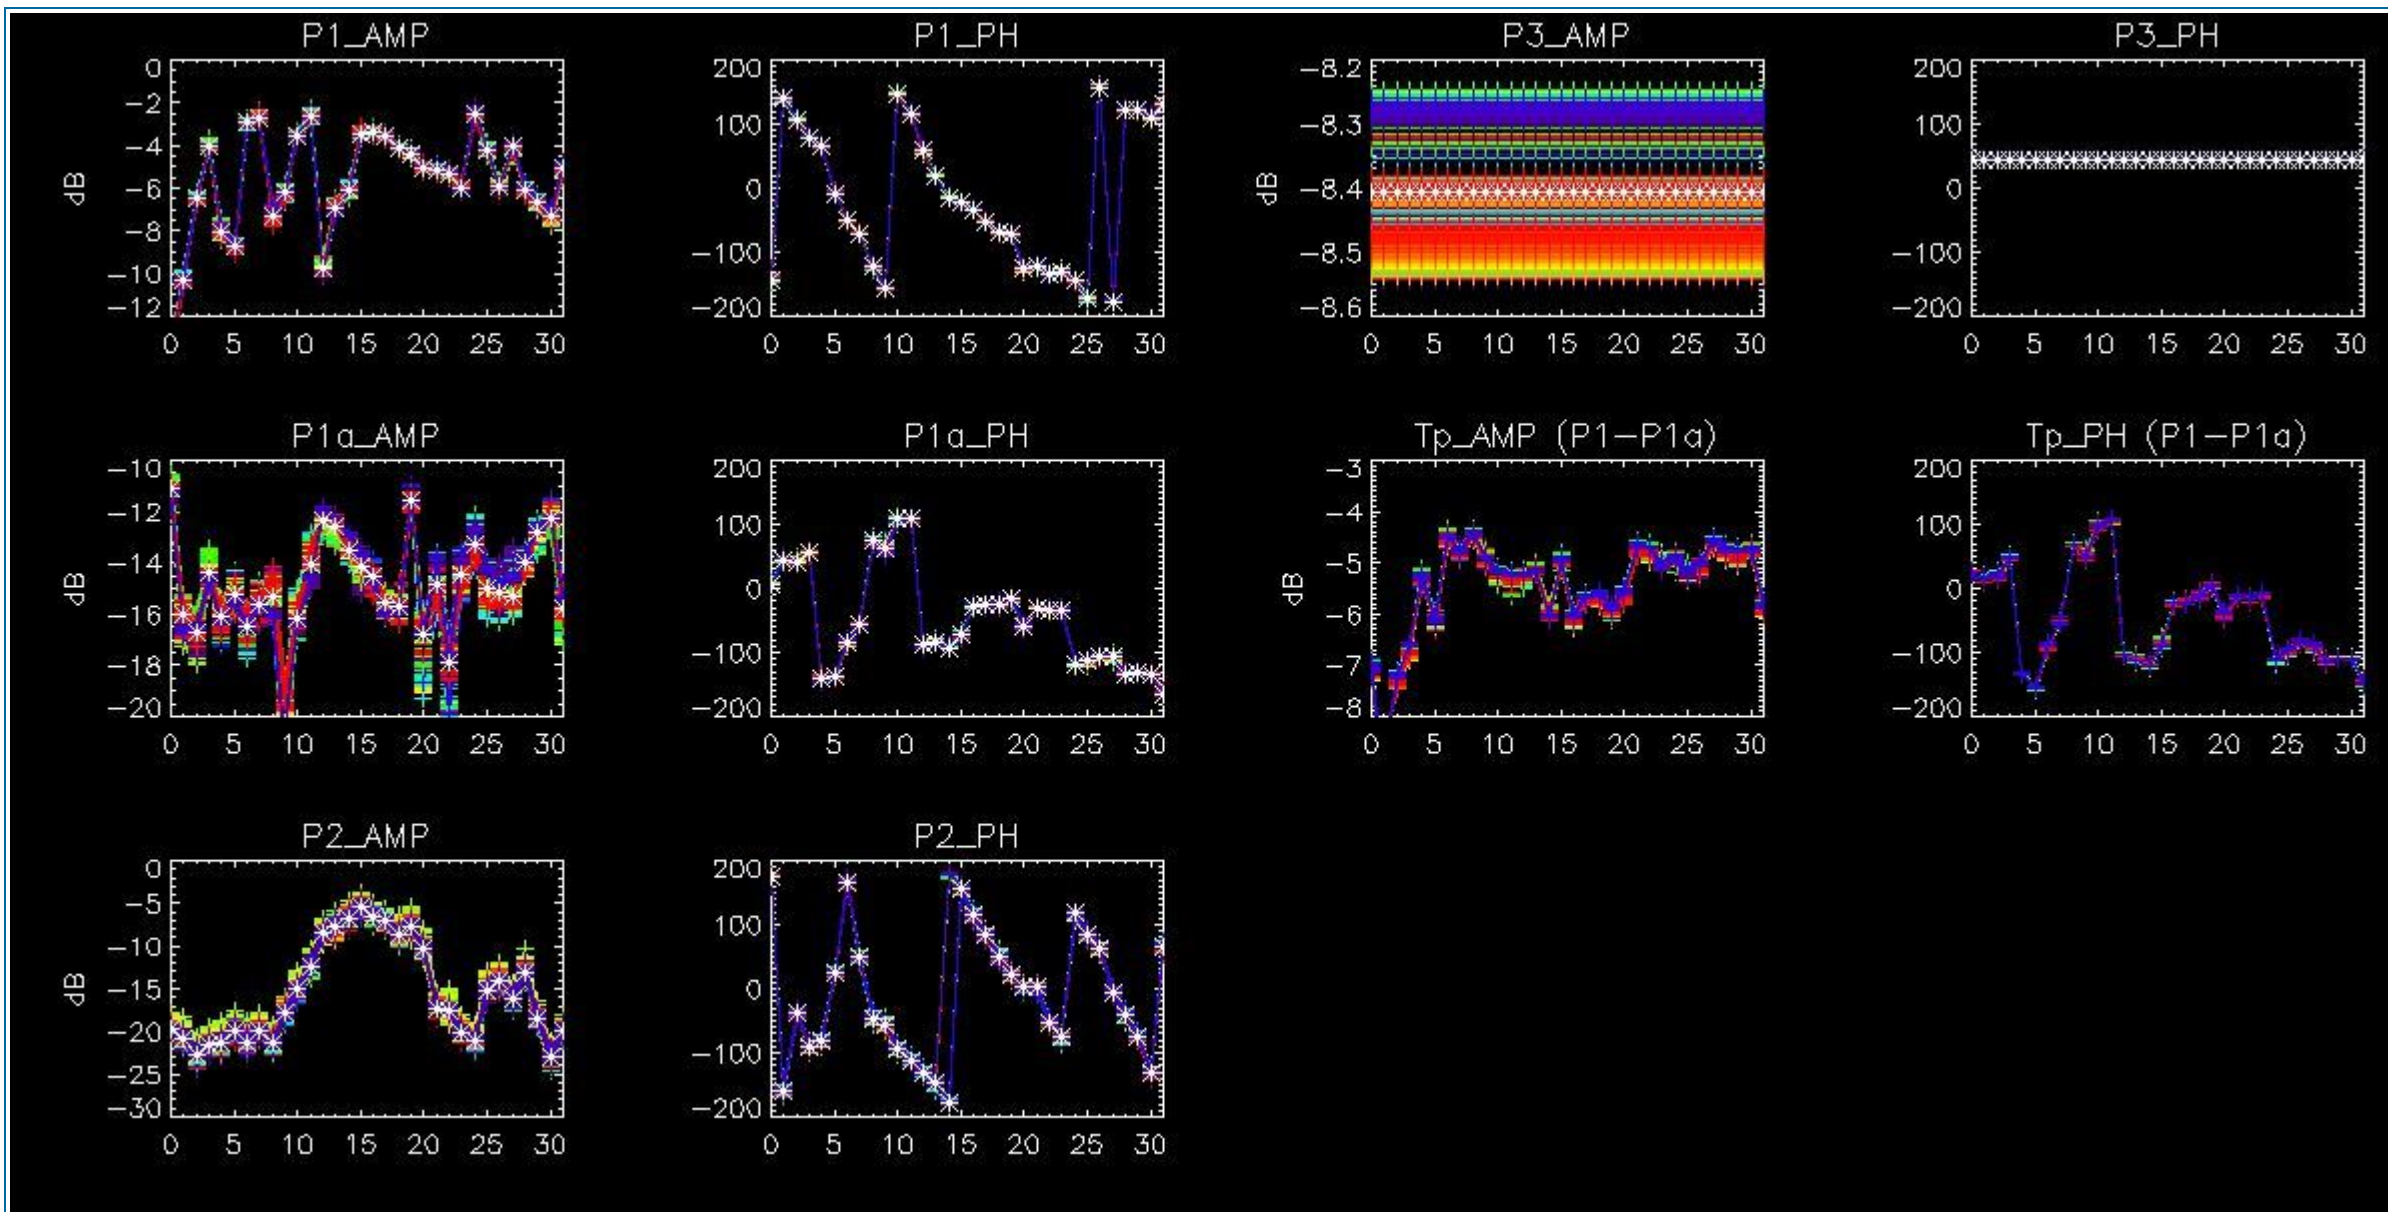 P1_AMP P1_PH P3_AMP P3_PH
0 200 −8.2 200
−2 100 −8.3 100
−4 0 −8.4 0
−6 −100 −8.5 −100
−8 −200 −8.6 −200
−10
−12
dB dB
0 5 10 15 20 25 30 0 5 10 15 20 25 30 0 5 10 15 20 25 30 0 5 10 15 20 25 30
P1a_AMP P1a_PH Tp_AMP (P1−P1a) Tp_PH (P1−P1a)
−10 200 −3 200
−12 100 −4 100
−14 0 −5 0
−16 −100 −6 −100
−18 −200 −7 −200
−20 −8
dB dB
0 5 10 15 20 25 30 0 5 10 15 20 25 30 0 5 10 15 20 25 30 0 5 10 15 20 25 30
P2_AMP P2_PH
0 200
−5 100
−10 0
−15 −100
−20 −200
−25
−30
dB
0 5 10 15 20 25 30 0 5 10 15 20 25 30